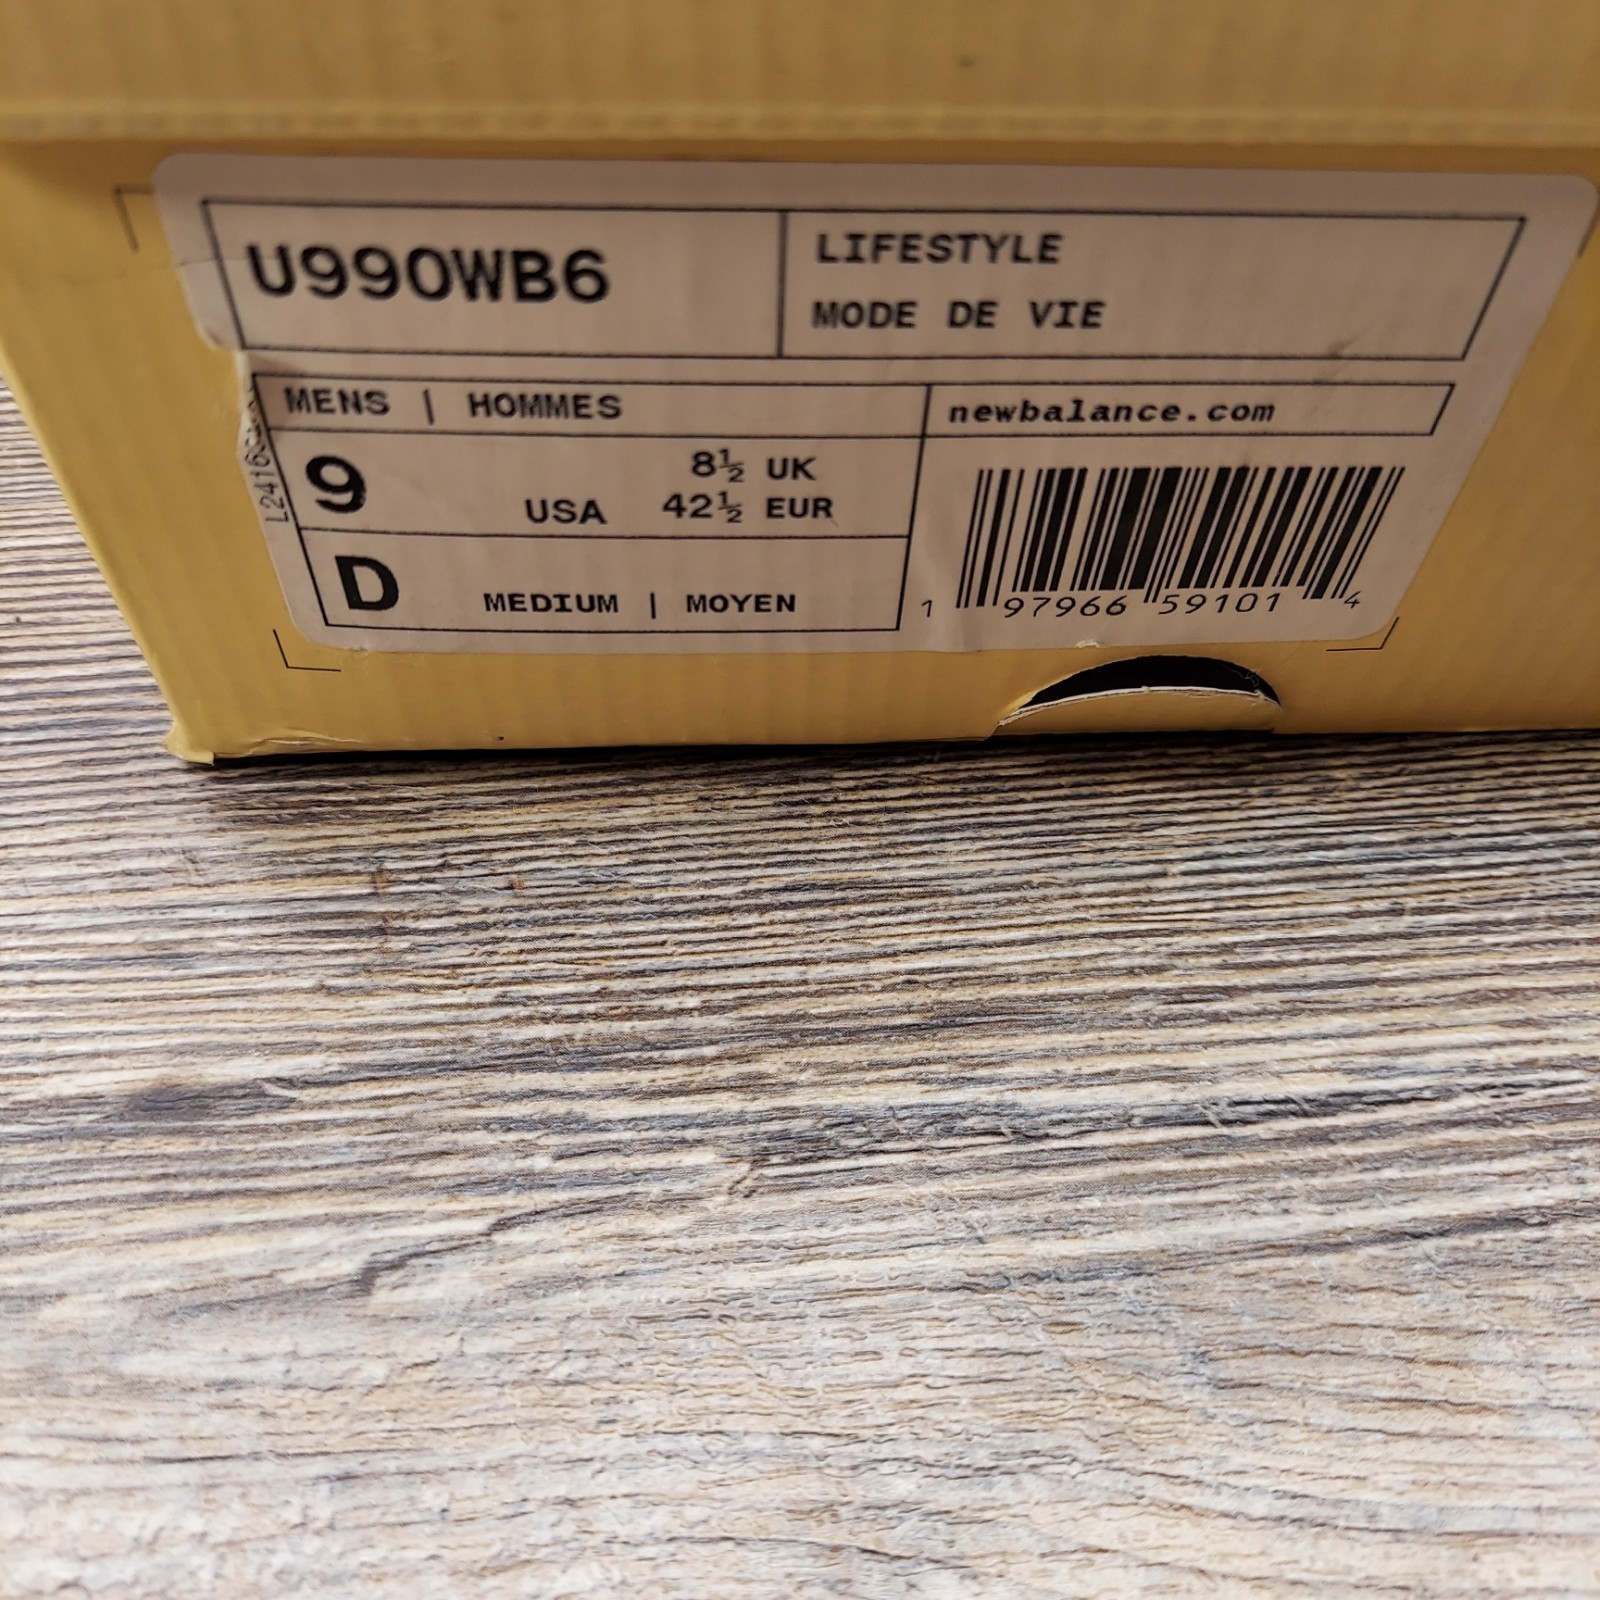 U990WB6
LIFESTYLE
MODE DE VIE
MENS | HOMMES
newbalance.com
9
USA
8½ UK
42½ EUR
D
MEDIUM | MOYEN
1 97966 59101 4